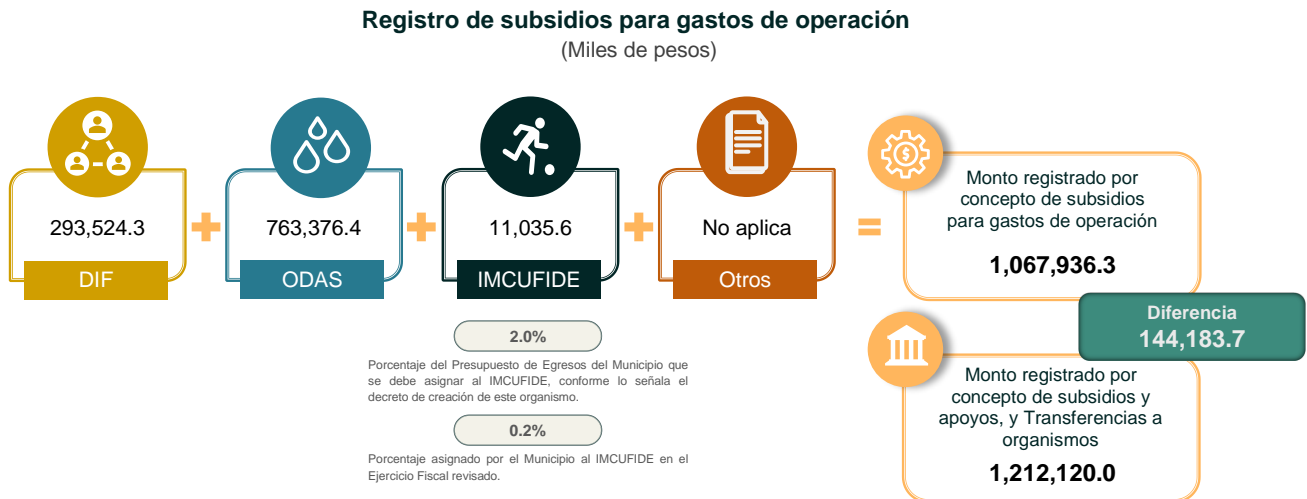 Registro de subsidios para gastos de operación
(Miles de pesos)
293,524.3
DIF
763,376.4
ODAS
11,035.6
IMCUFIDE
No aplica
Otros
Monto registrado por
concepto de subsidios
para gastos de operación
1,067,936.3
Diferencia
144,183.7
Monto registrado por
concepto de subsidios y
apoyos, y Transferencias a
organismos
1,212,120.0
2.0%
Porcentaje del Presupuesto de Egresos del Municipio que
se debe asignar al IMCUFIDE, conforme lo señala el
decreto de creación de este organismo.
0.2%
Porcentaje asignado por el Municipio al IMCUFIDE en el
Ejercicio Fiscal revisado.